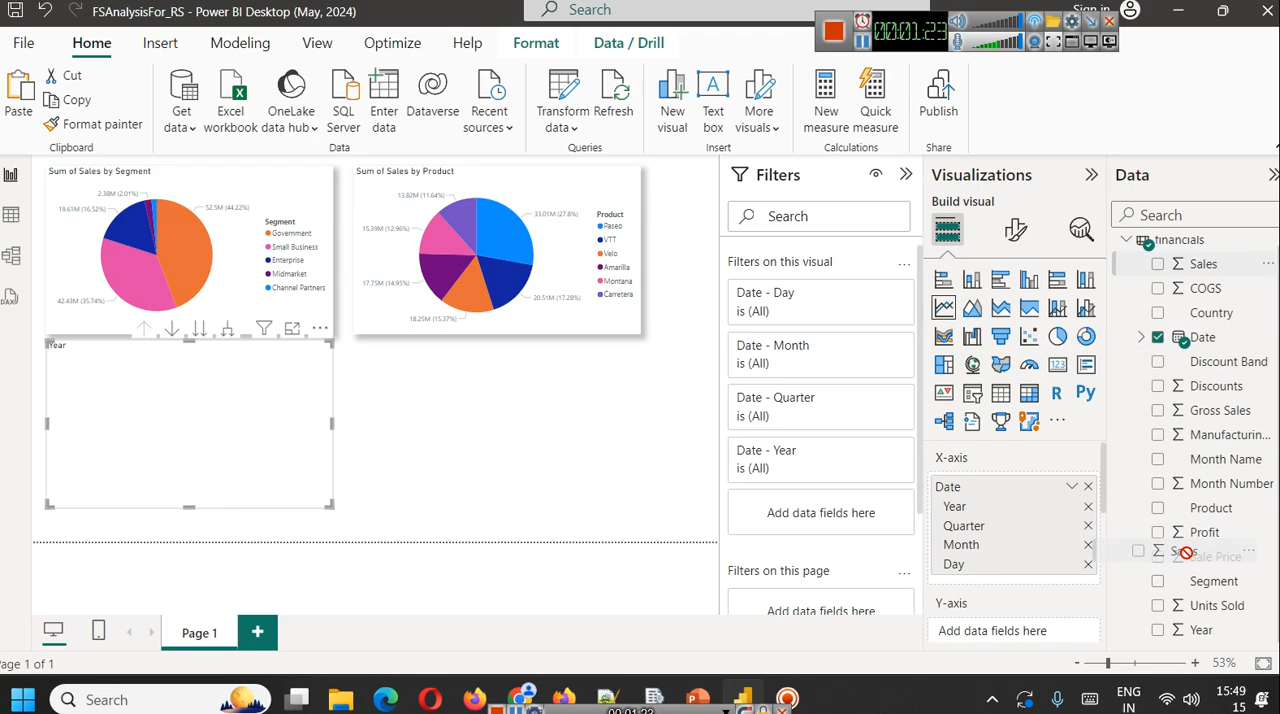 FSAnalysisFor_RS - Power BI Desktop (May, 2024)
Search
Sign in
00:01:23
File
Home
Insert
Modeling
View
Optimize
Help
Format
Data / Drill
Paste
Cut
Copy
Format painter
Get data
Excel workbook
OneLake data hub
SQL Server
Enter data
Dataverse
Recent sources
Transform data
Refresh
New visual
Text box
More visuals
New measure
Quick measure
Publish
Clipboard
Data
Queries
Insert
Calculations
Share
Sum of Sales by Segment
2.38M (2.01%)
19.61M (16.52%)
52.5M (44.22%)
42.43M (35.74%)
Segment
Government
Small Business
Enterprise
Midmarket
Channel Partners
Sum of Sales by Product
13.82M (11.64%)
15.39M (12.96%)
17.75M (14.95%)
18.25M (15.37%)
33.01M (27.8%)
20.51M (17.28%)
Product
Paseo
VTT
Velo
Amarilla
Montana
Carretera
Year
Filters
Search
Filters on this visual
Date - Day
is (All)
Date - Month
is (All)
Date - Quarter
is (All)
Date - Year
is (All)
Add data fields here
Filters on this page
Add data fields here
Visualizations
Build visual
R
Py
123
X-axis
Date
Year
Quarter
Month
Day
Y-axis
Add data fields here
Data
Search
financials
Sales
COGS
Country
Date
Discount Band
Discounts
Gross Sales
Manufacturin...
Month Name
Month Number
Product
Profit
Sale Price
Segment
Units Sold
Year
DAX
Page 1
Page 1 of 1
53%
Search
ENG
IN
15:49
15